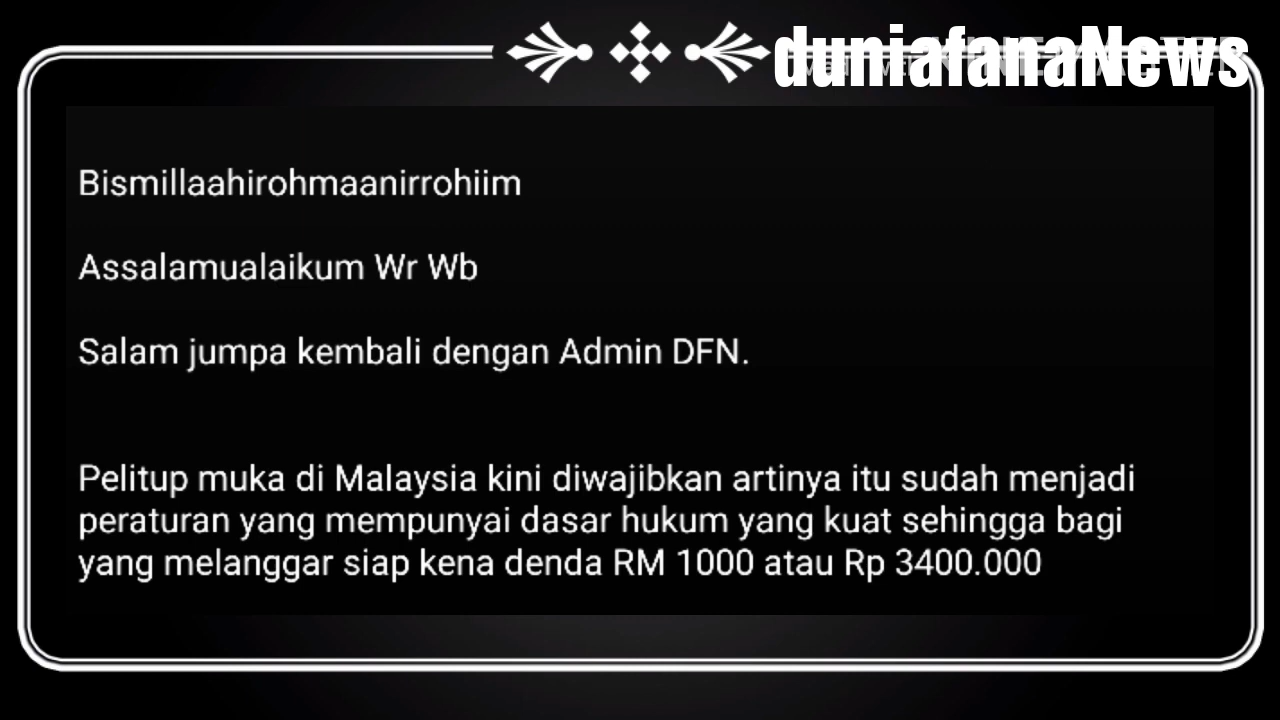 duniafanaNews
Bismillaahirohmaanirrohiim
Assalamualaikum Wr Wb
Salam jumpa kembali dengan Admin DFN.
Pelitup muka di Malaysia kini diwajibkan artinya itu sudah menjadi
peraturan yang mempunyai dasar hukum yang kuat sehingga bagi
yang melanggar siap kena denda RM 1000 atau Rp 3400.000